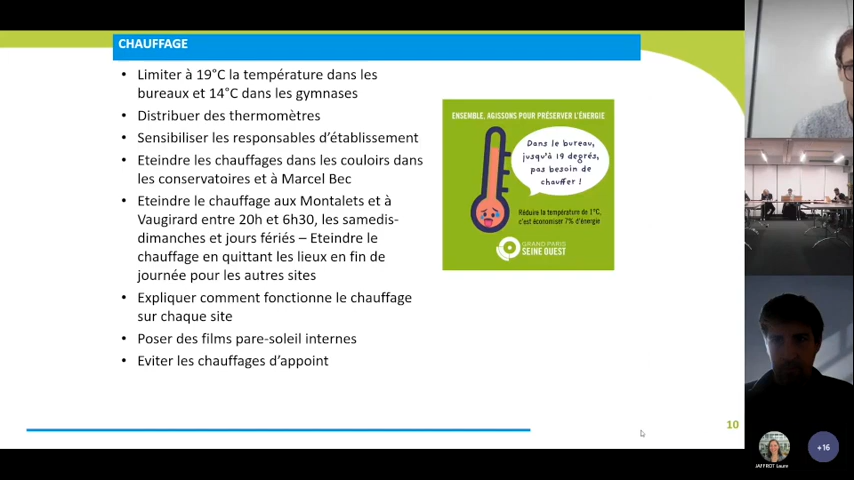 CHAUFFAGE
• Limiter à 19°C la température dans les
bureaux et 14°C dans les gymnases
• Distribuer des thermomètres
• Sensibiliser les responsables d'établissement
• Eteindre les chauffages dans les couloirs dans
les conservatoires et à Marcel Bec
• Eteindre le chauffage aux Montalets et à
Vaugirard entre 20h et 6h30, les samedis-
dimanches et jours fériés – Eteindre le
chauffage en quittant les lieux en fin de
journée pour les autres sites
• Expliquer comment fonctionne le chauffage
sur chaque site
• Poser des films pare-soleil internes
• Eviter les chauffages d'appoint
ENSEMBLE, AGISSONS POUR PRÉSERVER L'ÉNERGIE
Dans le bureau,
jusqu'à 19 degrés,
pas besoin de
chauffer !
Réduire la température de 1°C,
c'est économiser 7% d'énergie
GRAND PARIS
SEINE OUEST
10
JAFFROT Laure
+16